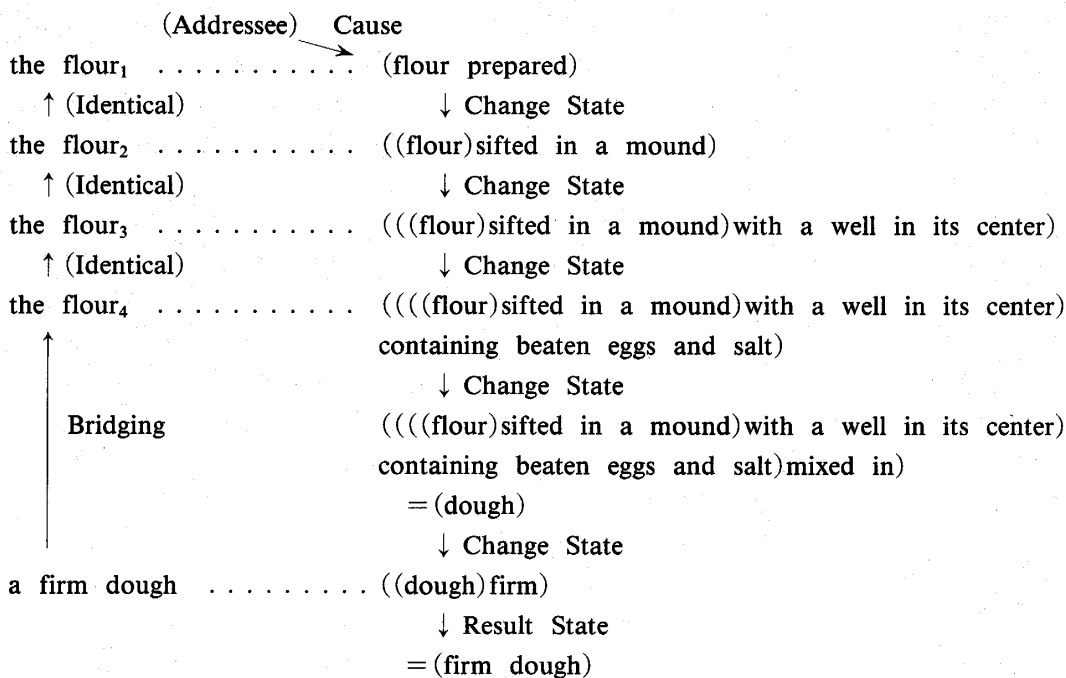 (Addressee) Cause
the flour₁ . . . . . . . . . . . (flour prepared)
↑ (Identical) ↓ Change State
the flour₂ . . . . . . . . . . . ((flour)sifted in a mound)
↑ (Identical) ↓ Change State
the flour₃ . . . . . . . . . . . (((flour)sifted in a mound)with a well in its center)
↑ (Identical) ↓ Change State
the flour₄ . . . . . . . . . . . ((((flour)sifted in a mound)with a well in its center)
containing beaten eggs and salt)
↓ Change State
Bridging ((((flour)sifted in a mound)with a well in its center)
containing beaten eggs and salt)mixed in)
=(dough)
↓ Change State
a firm dough . . . . . . . . . ((dough)firm)
↓ Result State
=(firm dough)